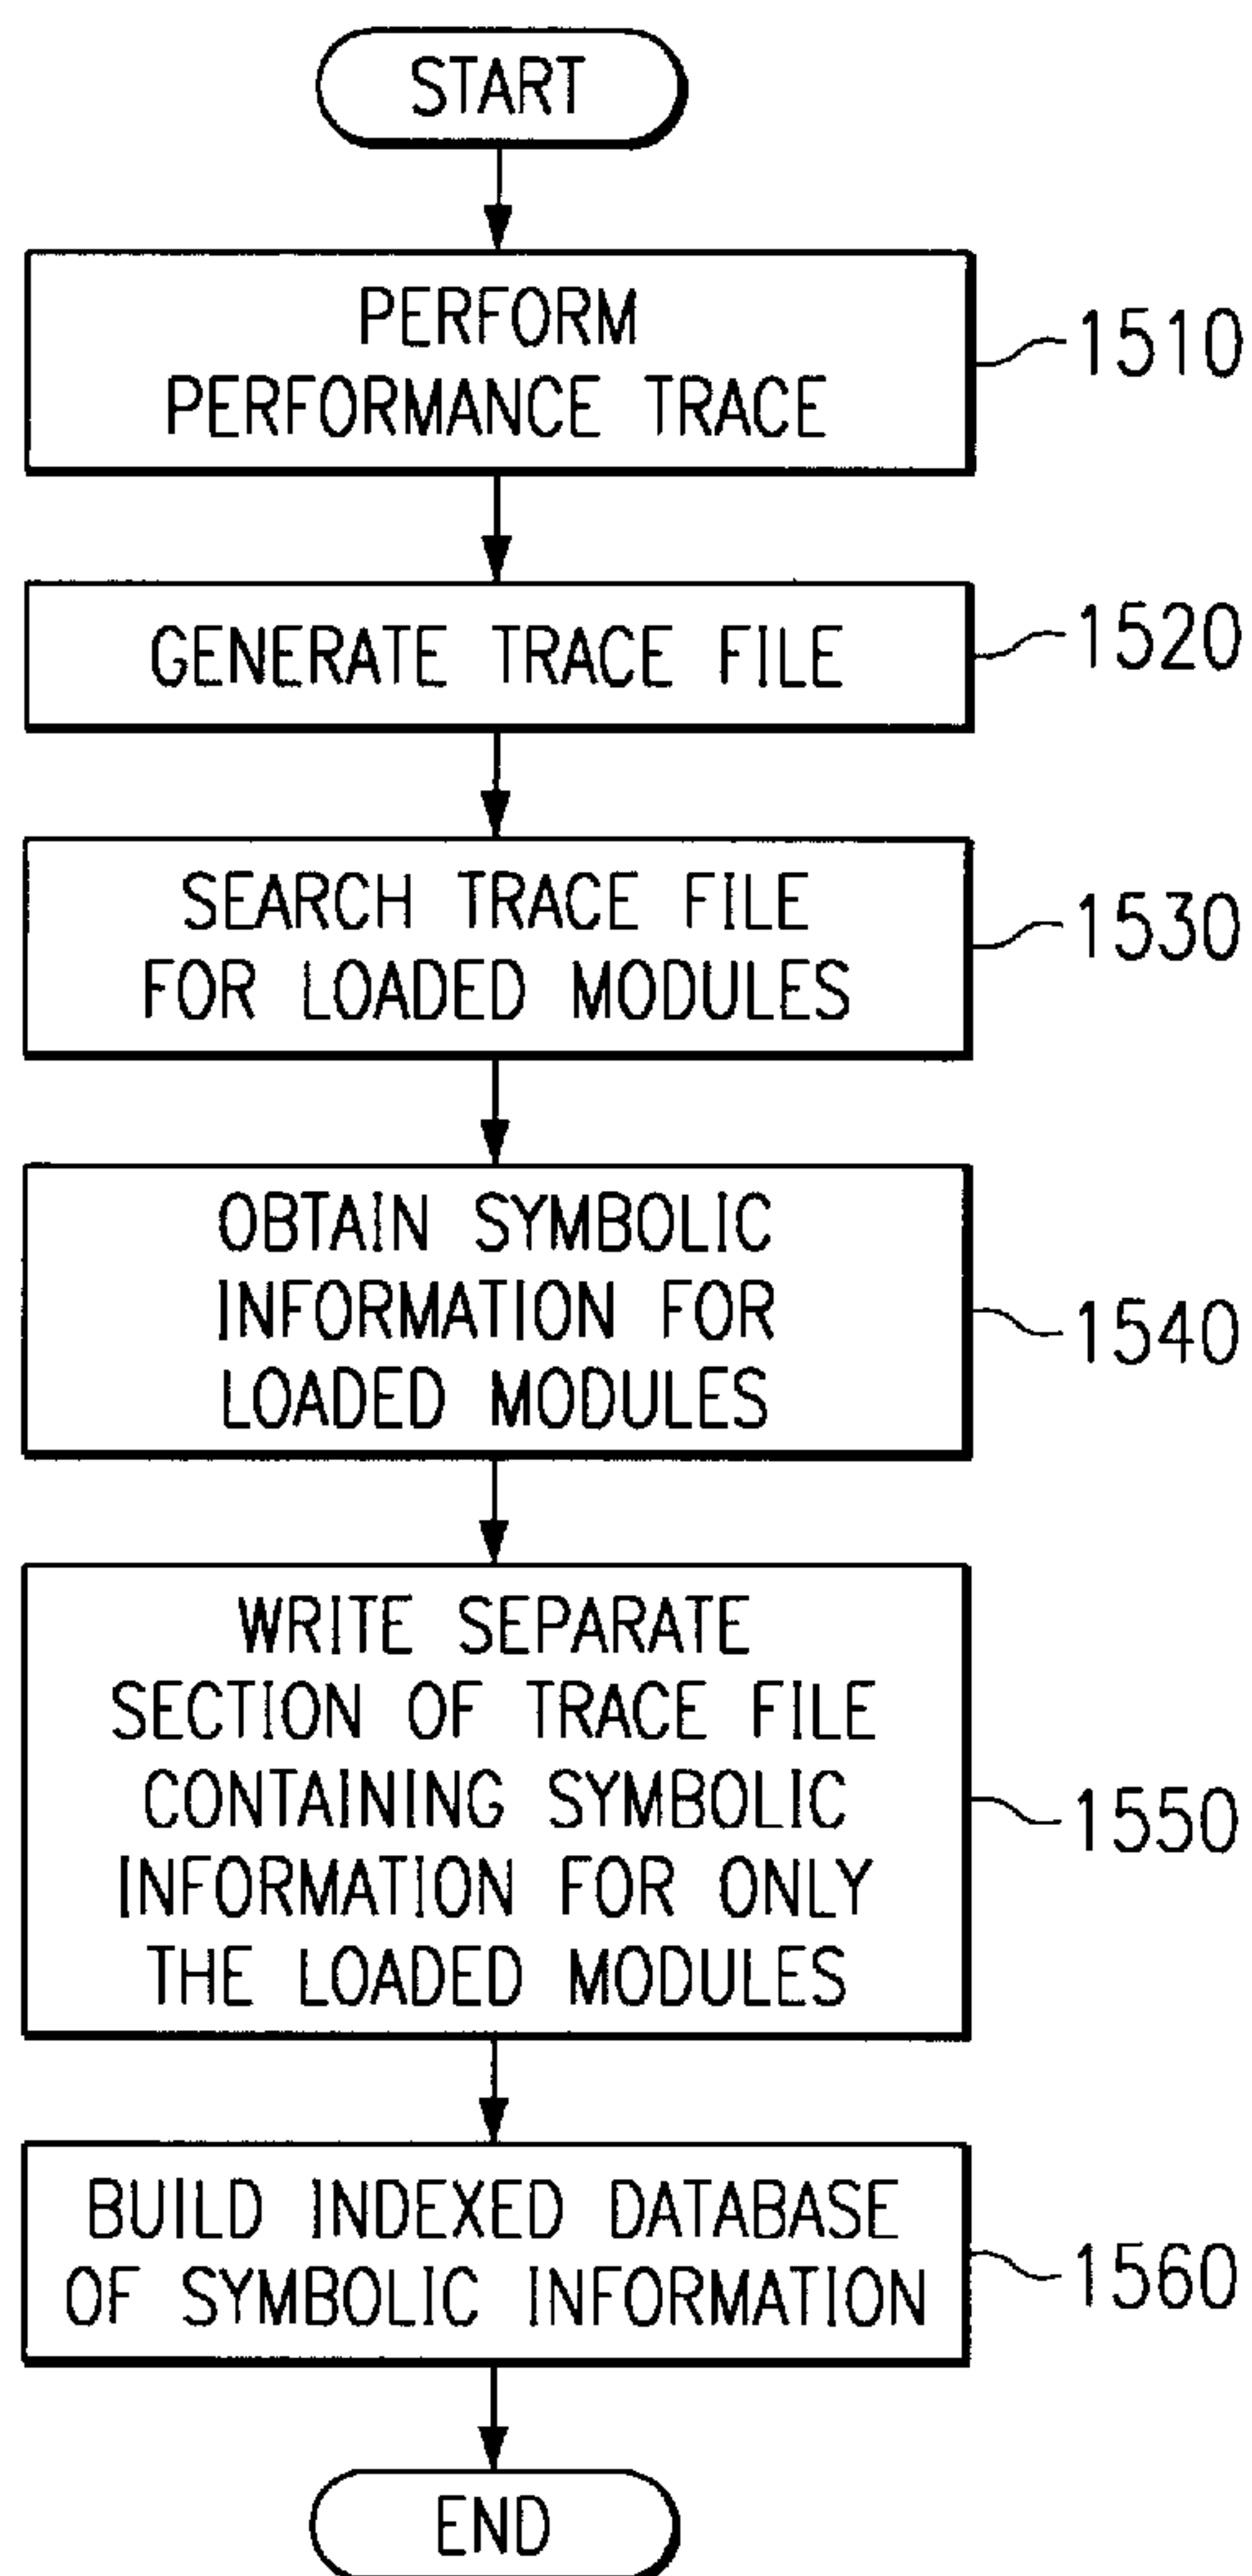 START
PERFORM
PERFORMANCE TRACE
1510
GENERATE TRACE FILE
1520
SEARCH TRACE FILE
FOR LOADED MODULES
1530
OBTAIN SYMBOLIC
INFORMATION FOR
LOADED MODULES
1540
WRITE SEPARATE
SECTION OF TRACE FILE
CONTAINING SYMBOLIC
INFORMATION FOR ONLY
THE LOADED MODULES
1550
BUILD INDEXED DATABASE
OF SYMBOLIC INFORMATION
1560
END